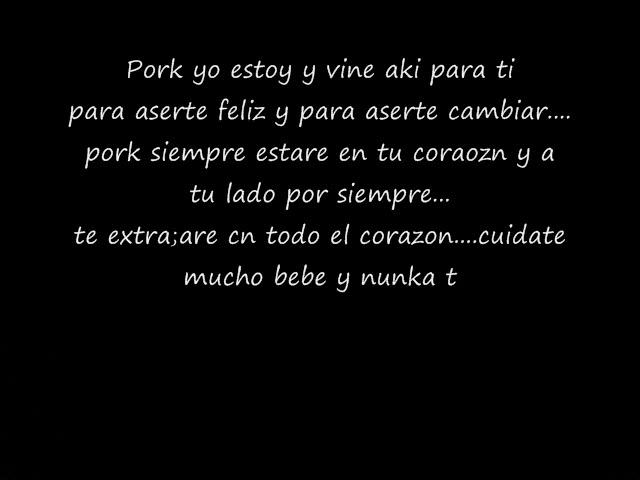 Pork yo estoy y vine aki para ti
para aserte feliz y para aserte cambiar....
pork siempre estare en tu coraozn y a
tu lado por siempre...
te extra;are cn todo el corazon....cuidate
mucho bebe y nunka t